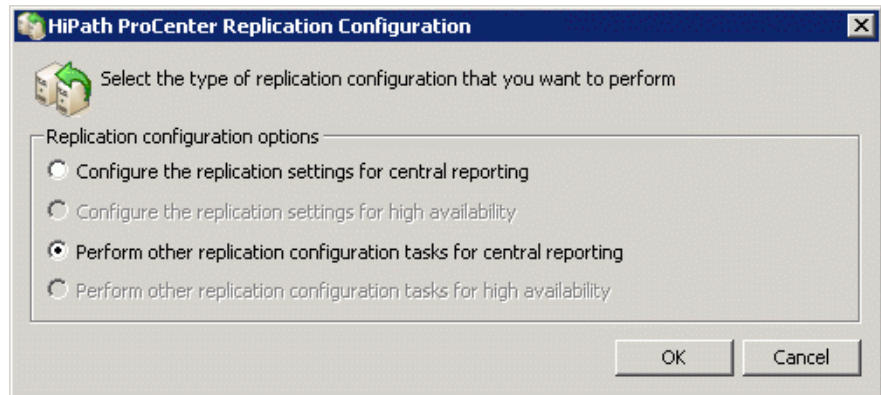 HiPath ProCenter Replication Configuration
Select the type of replication configuration that you want to perform
Replication configuration options
Configure the replication settings for central reporting
Configure the replication settings for high availability
Perform other replication configuration tasks for central reporting
Perform other replication configuration tasks for high availability
OK Cancel